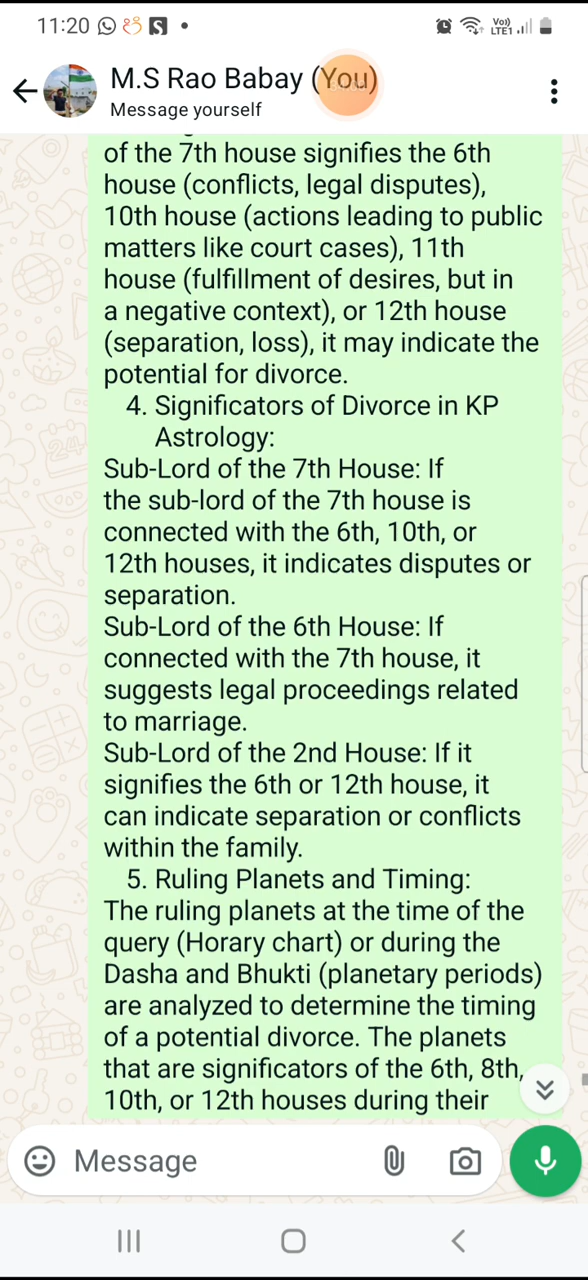 11:20
Vo))
LTE1
M.S Rao Babay (You)
Message yourself
of the 7th house signifies the 6th
house (conflicts, legal disputes),
10th house (actions leading to public
matters like court cases), 11th
house (fulfillment of desires, but in
a negative context), or 12th house
(separation, loss), it may indicate the
potential for divorce.
4. Significators of Divorce in KP
Astrology:
Sub-Lord of the 7th House: If
the sub-lord of the 7th house is
connected with the 6th, 10th, or
12th houses, it indicates disputes or
separation.
Sub-Lord of the 6th House: If
connected with the 7th house, it
suggests legal proceedings related
to marriage.
Sub-Lord of the 2nd House: If it
signifies the 6th or 12th house, it
can indicate separation or conflicts
within the family.
5. Ruling Planets and Timing:
The ruling planets at the time of the
query (Horary chart) or during the
Dasha and Bhukti (planetary periods)
are analyzed to determine the timing
of a potential divorce. The planets
that are significators of the 6th, 8th,
10th, or 12th houses during their
Message